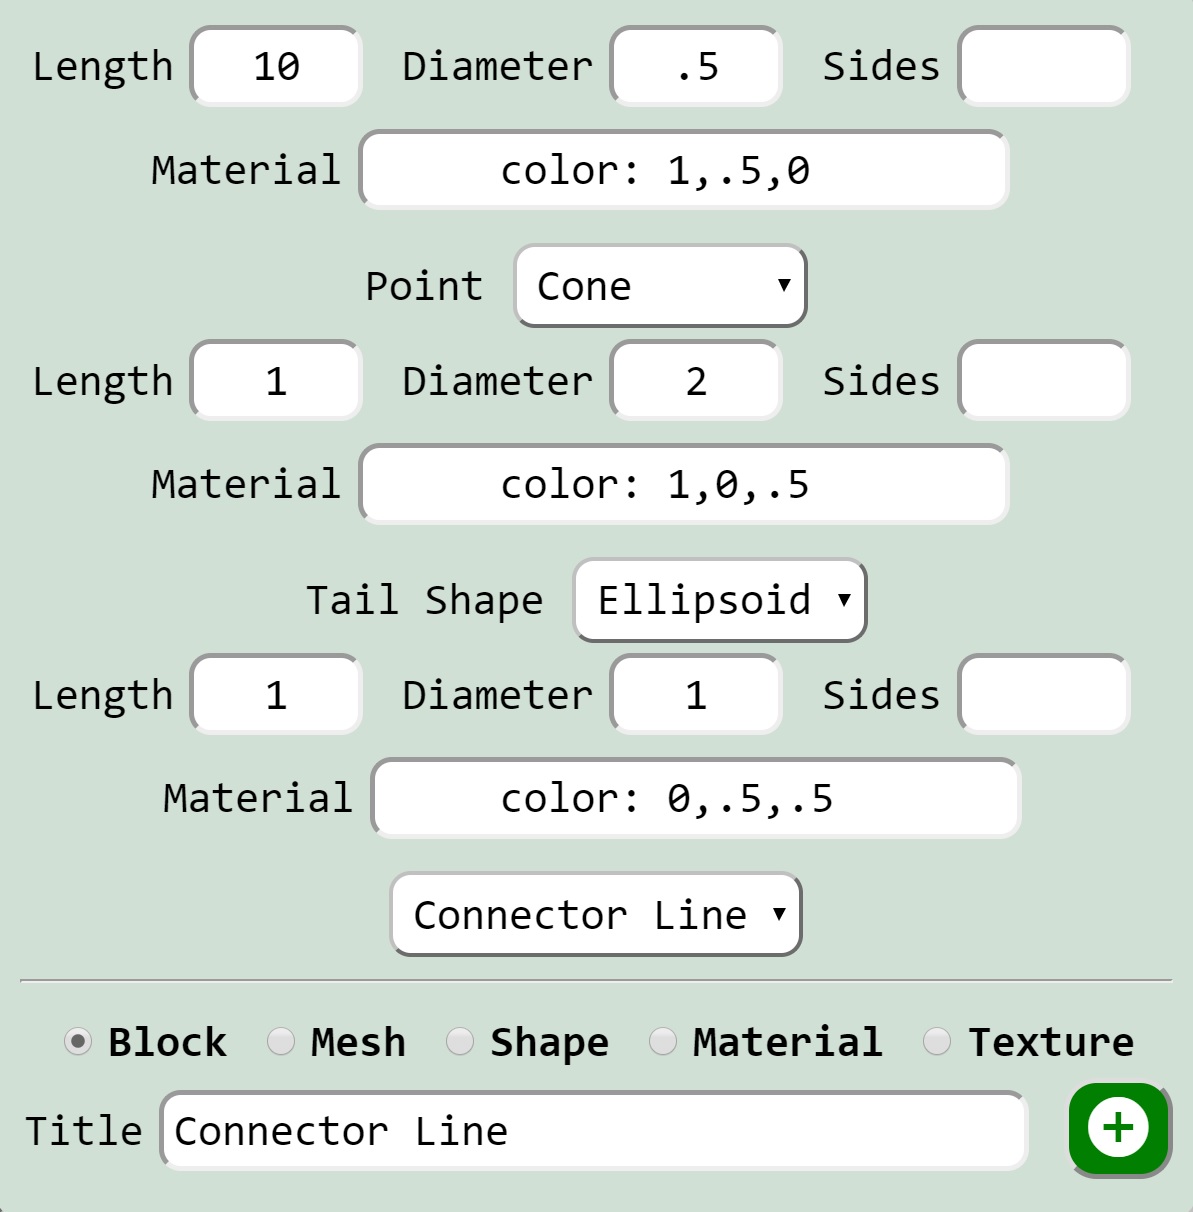 Length 10 Diameter .5 Sides
Material color: 1,.5,0
Point Cone
Length 1 Diameter 2 Sides
Material color: 1,0,.5
Tail Shape Ellipsoid
Length 1 Diameter 1 Sides
Material color: 0,.5,.5
Connector Line
Block Mesh Shape Material Texture
Title Connector Line